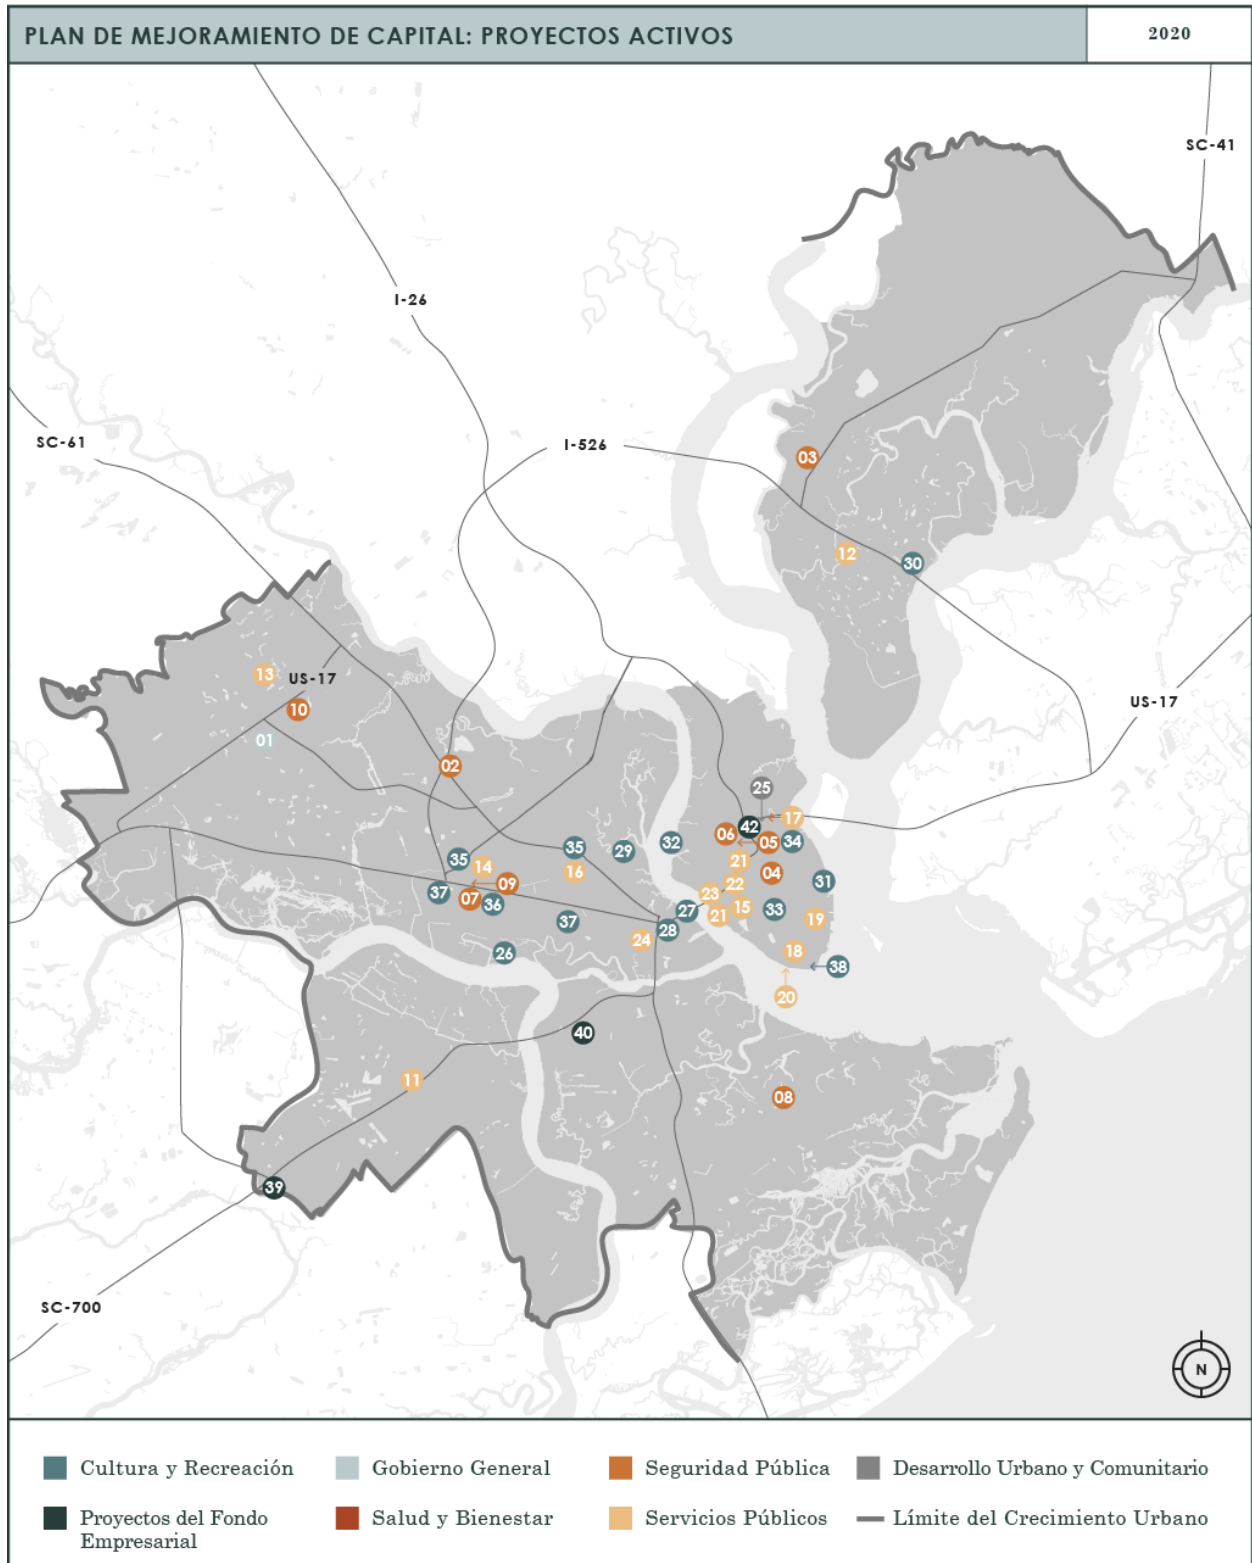 PLAN DE MEJORAMIENTO DE CAPITAL: PROYECTOS ACTIVOS
2020
SC-41
I-26
SC-61
I-526
03
12
30
13
US-17
10
US-17
01
02
25
17
42
06
05
34
32
35
29
21
35
14
16
04
22
31
09
37
07
36
23
15
27
21
33
19
37
28
24
18
26
38
20
40
11
08
39
SC-700
N
Cultura y Recreación
Gobierno General
Seguridad Pública
Desarrollo Urbano y Comunitario
Proyectos del Fondo
Empresarial
Salud y Bienestar
Servicios Públicos
Límite del Crecimiento Urbano